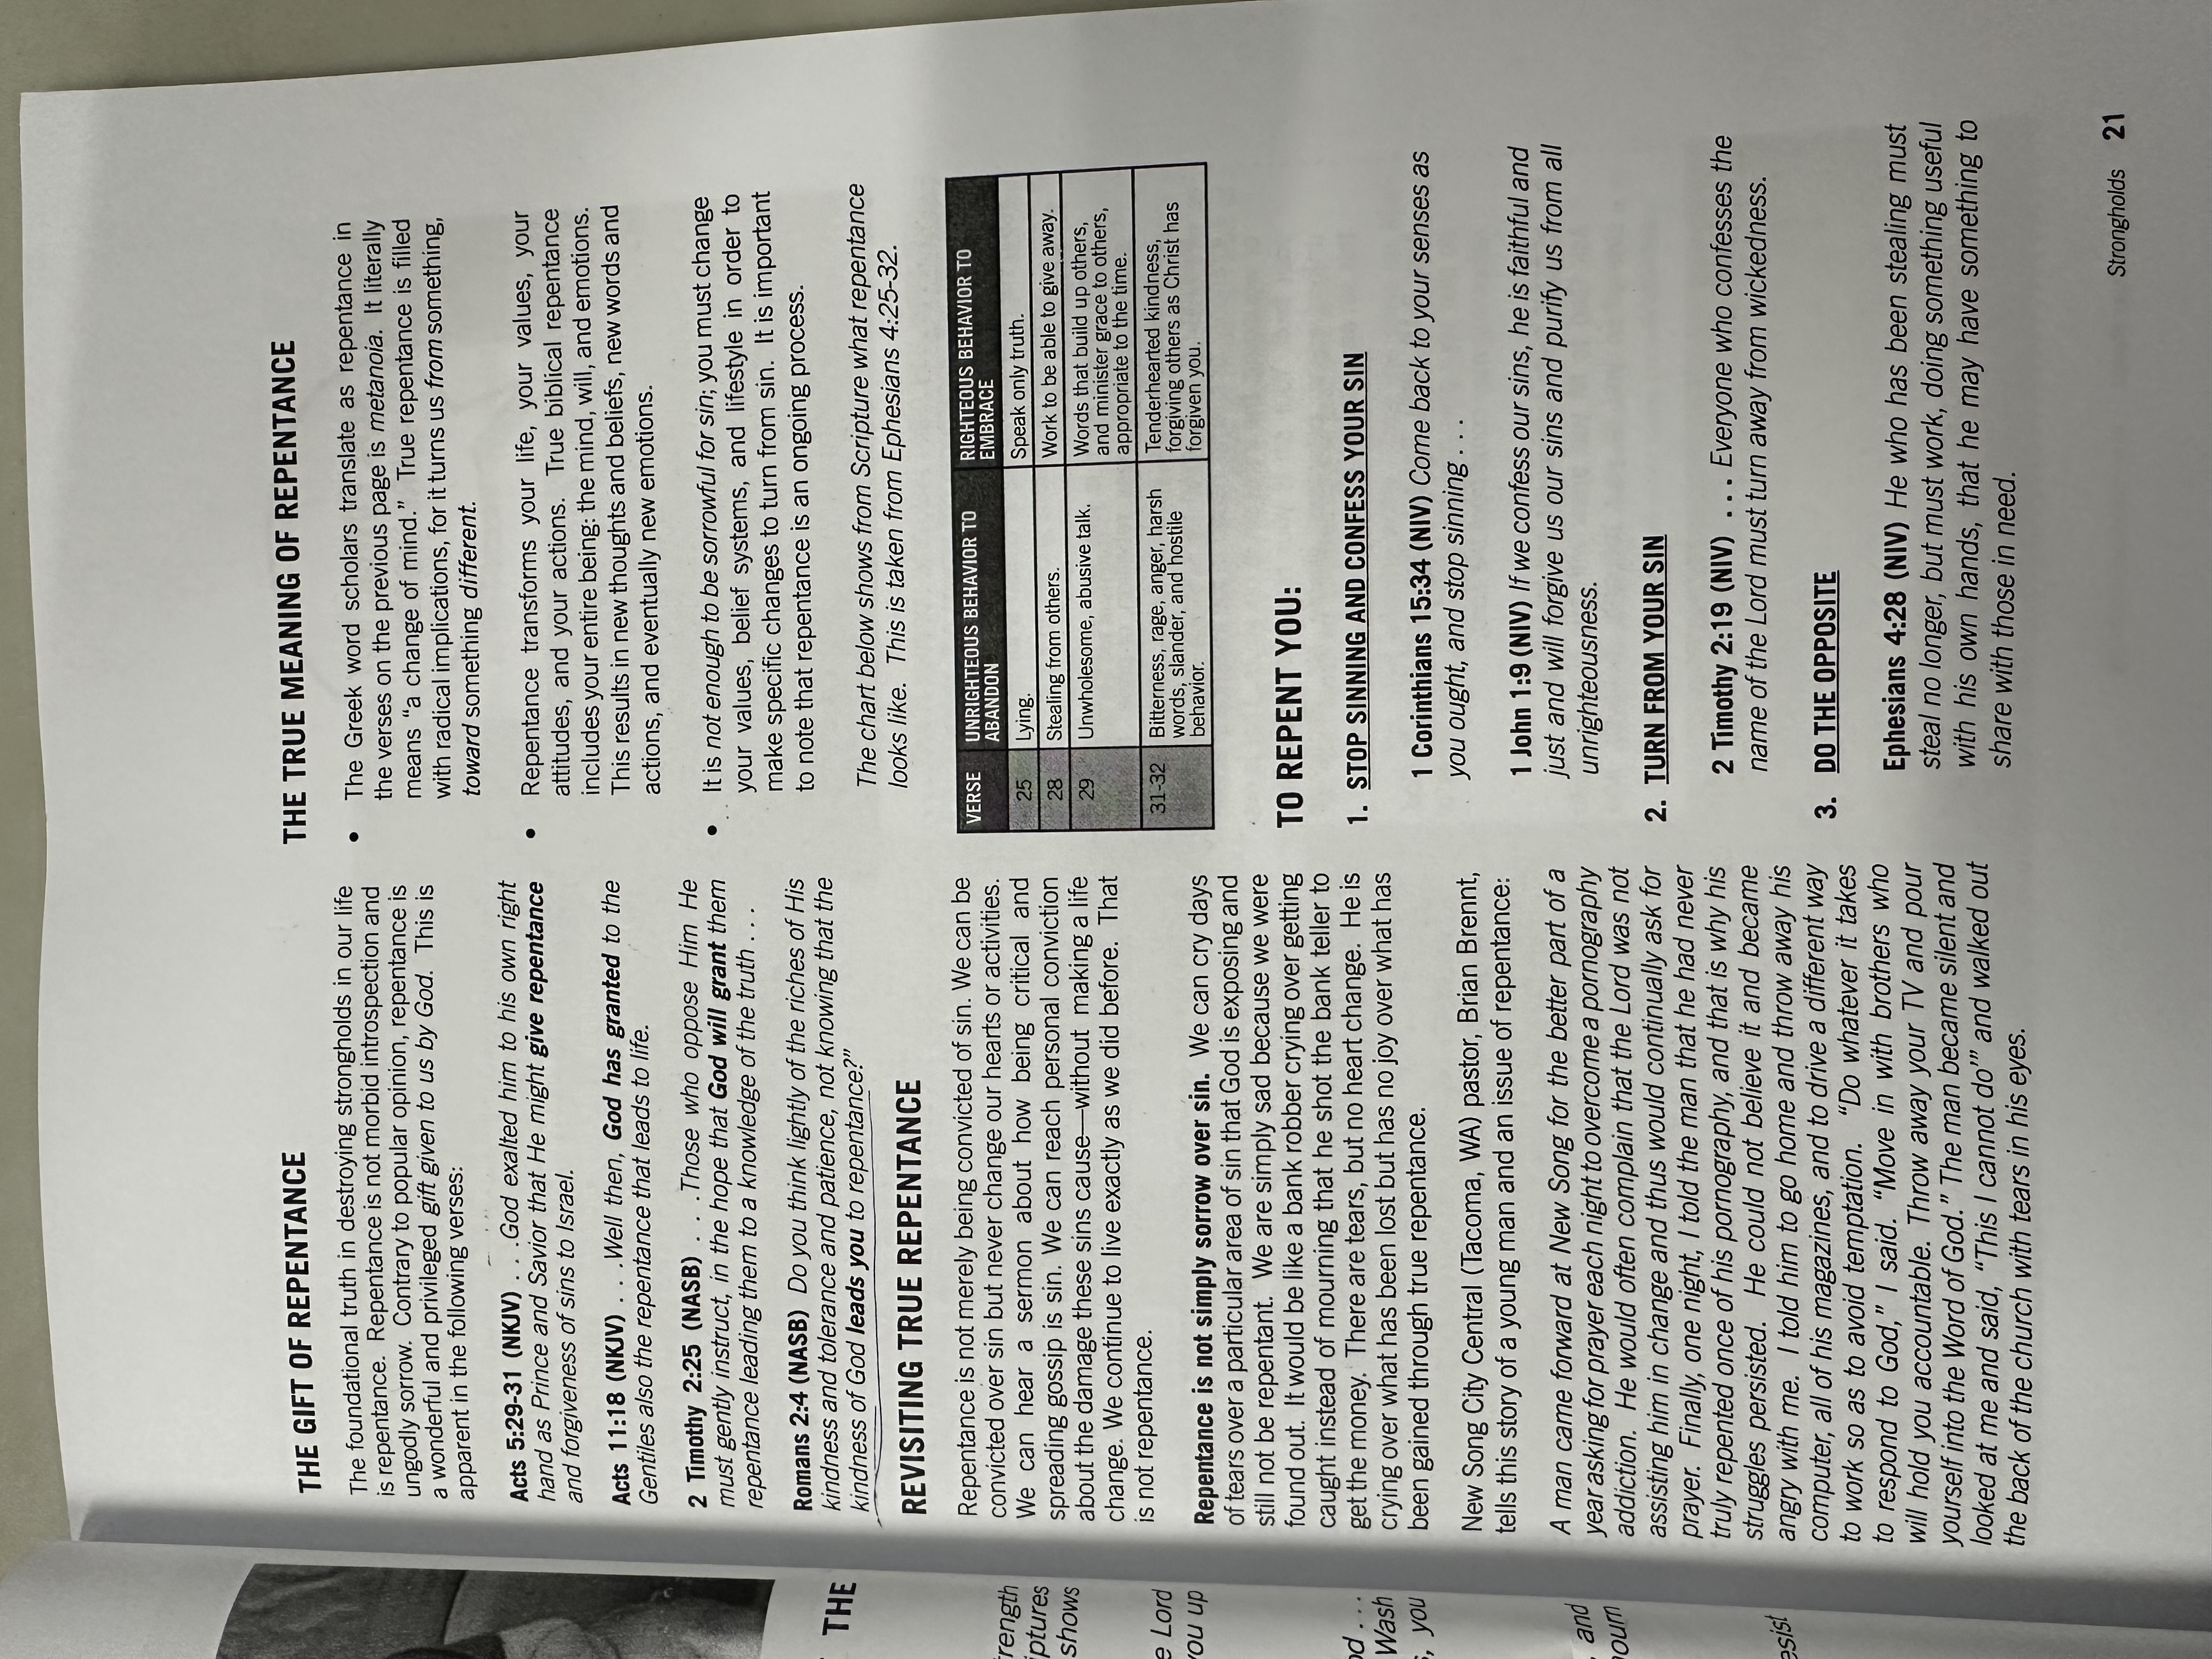 THE
rength
iptures
shows
e Lord
you up
od . . .
Wash
s, you
, and
ourn
esist
THE GIFT OF REPENTANCE
The foundational truth in destroying strongholds in our life
is repentance. Repentance is not morbid introspection and
ungodly sorrow. Contrary to popular opinion, repentance is
a wonderful and privileged gift given to us by God. This is
apparent in the following verses:
Acts 5:29-31 (NKJV) . . .God exalted him to his own right
hand as Prince and Savior that He might give repentance
and forgiveness of sins to Israel.
Acts 11:18 (NKJV) . . .Well then, God has granted to the
Gentiles also the repentance that leads to life.
2 Timothy 2:25 (NASB) . . .Those who oppose Him He
must gently instruct, in the hope that God will grant them
repentance leading them to a knowledge of the truth . . .
Romans 2:4 (NASB) Do you think lightly of the riches of His
kindness and tolerance and patience, not knowing that the
kindness of God leads you to repentance?”
REVISITING TRUE REPENTANCE
Repentance is not merely being convicted of sin. We can be
convicted over sin but never change our hearts or activities.
We can hear a sermon about how being critical and
spreading gossip is sin. We can reach personal conviction
about the damage these sins cause—without making a life
change. We continue to live exactly as we did before. That
is not repentance.
Repentance is not simply sorrow over sin. We can cry days
of tears over a particular area of sin that God is exposing and
still not be repentant. We are simply sad because we were
found out. It would be like a bank robber crying over getting
caught instead of mourning that he shot the bank teller to
get the money. There are tears, but no heart change. He is
crying over what has been lost but has no joy over what has
been gained through true repentance.
New Song City Central (Tacoma, WA) pastor, Brian Brennt,
tells this story of a young man and an issue of repentance:
A man came forward at New Song for the better part of a
year asking for prayer each night to overcome a pornography
addiction. He would often complain that the Lord was not
assisting him in change and thus would continually ask for
prayer. Finally, one night, I told the man that he had never
truly repented once of his pornography, and that is why his
struggles persisted. He could not believe it and became
angry with me. I told him to go home and throw away his
computer, all of his magazines, and to drive a different way
to work so as to avoid temptation. “Do whatever it takes
to respond to God,” I said. “Move in with brothers who
will hold you accountable. Throw away your TV and pour
yourself into the Word of God.” The man became silent and
looked at me and said, “This I cannot do’” and walked out
the back of the church with tears in his eyes.
THE TRUE MEANING OF REPENTANCE
• The Greek word scholars translate as repentance in
the verses on the previous page is metanoia. It literally
means “a change of mind.” True repentance is filled
with radical implications, for it turns us from something,
toward something different.
• Repentance transforms your life, your values, your
attitudes, and your actions. True biblical repentance
includes your entire being: the mind, will, and emotions.
This results in new thoughts and beliefs, new words and
actions, and eventually new emotions.
• It is not enough to be sorrowful for sin; you must change
your values, belief systems, and lifestyle in order to
make specific changes to turn from sin. It is important
to note that repentance is an ongoing process.
The chart below shows from Scripture what repentance
looks like. This is taken from Ephesians 4:25-32.
VERSE UNRIGHTEOUS BEHAVIOR TO RIGHTEOUS BEHAVIOR TO
ABANDON EMBRACE
25 Lying. Speak only truth.
28 Stealing from others. Work to be able to give away.
29 Unwholesome, abusive talk. Words that build up others,
and minister grace to others,
appropriate to the time.
31-32 Bitterness, rage, anger, harsh Tenderhearted kindness,
words, slander, and hostile forgiving others as Christ has
behavior. forgiven you.
TO REPENT YOU:
1. STOP SINNING AND CONFESS YOUR SIN
1 Corinthians 15:34 (NIV) Come back to your senses as
you ought, and stop sinning . . .
1 John 1:9 (NIV) If we confess our sins, he is faithful and
just and will forgive us our sins and purify us from all
unrighteousness.
2. TURN FROM YOUR SIN
2 Timothy 2:19 (NIV) . . . Everyone who confesses the
name of the Lord must turn away from wickedness.
3. DO THE OPPOSITE
Ephesians 4:28 (NIV) He who has been stealing must
steal no longer, but must work, doing something useful
with his own hands, that he may have something to
share with those in need.
Strongholds 21